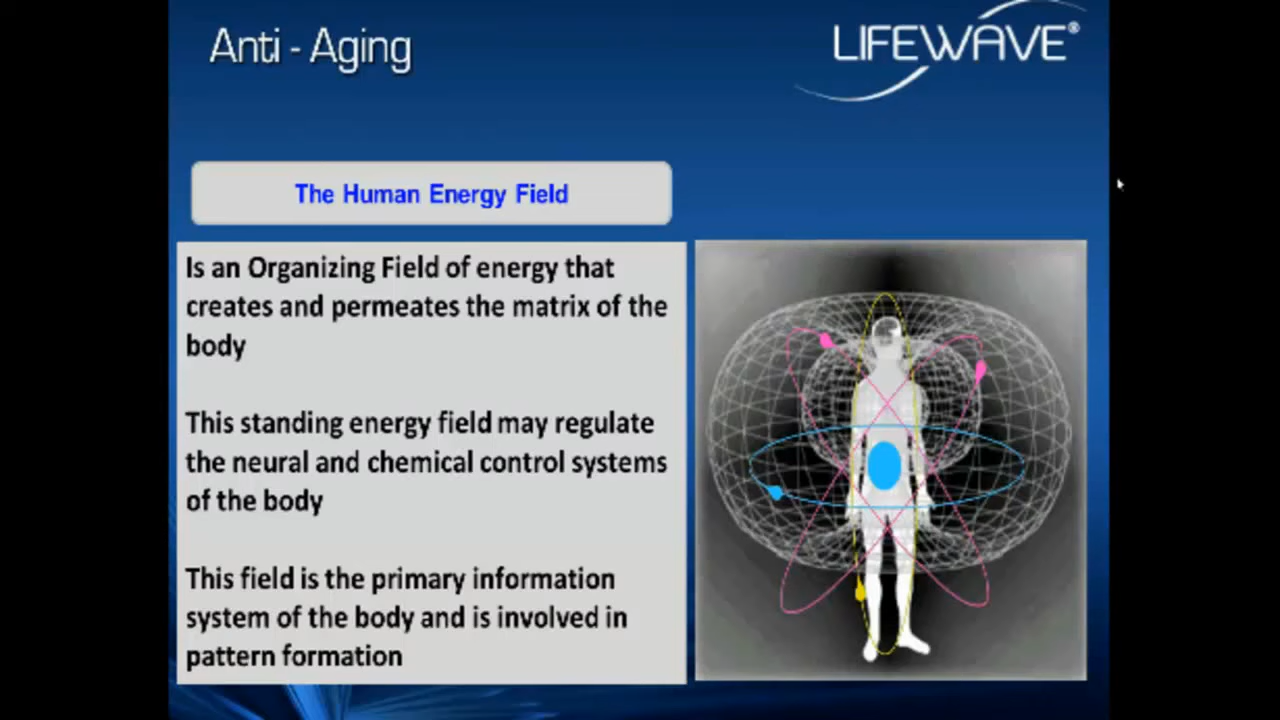 Anti - Aging
LIFEWAVE®
The Human Energy Field
Is an Organizing Field of energy that
creates and permeates the matrix of the
body
This standing energy field may regulate
the neural and chemical control systems
of the body
This field is the primary information
system of the body and is involved in
pattern formation